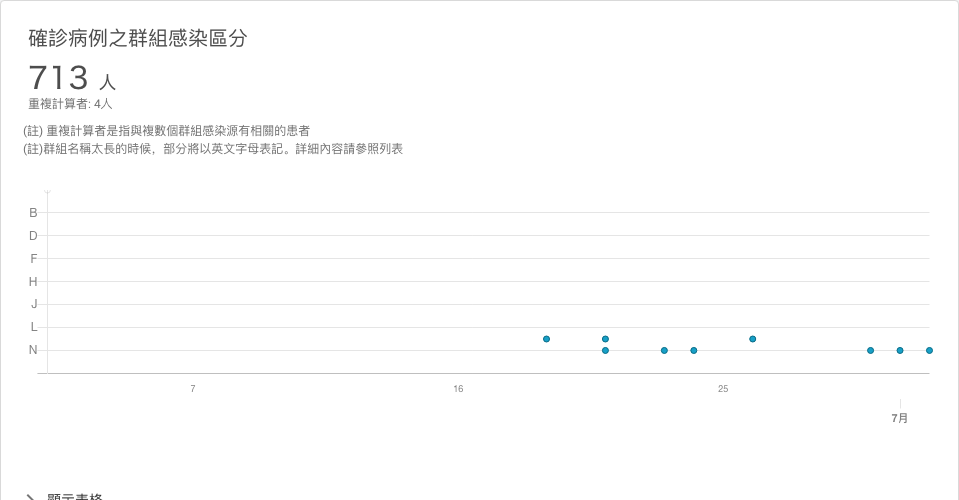 確診病例之群組感染區分
713 人
重複計算者: 4人
(註) 重複計算者是指與複數個群組感染源有相關的患者
(註)群組名稱太長的時候，部分將以英文字母表記。詳細內容請參照列表
B
D
F
H
J
L
N
7 16 25
7月
顯示表格